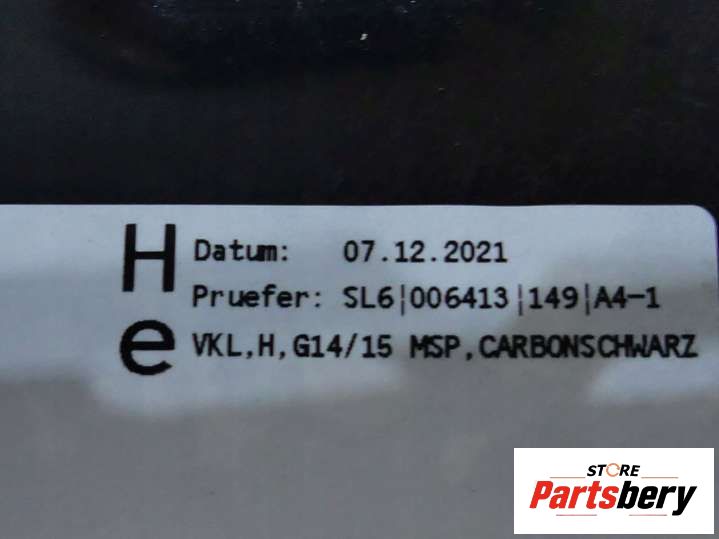 H
e
Datum: 07.12.2021
Pruefer: SL6|006413|149|A4-1
VKL,H,G14/15 MSP,CARBONSCHWARZ
STORE
Partsbery